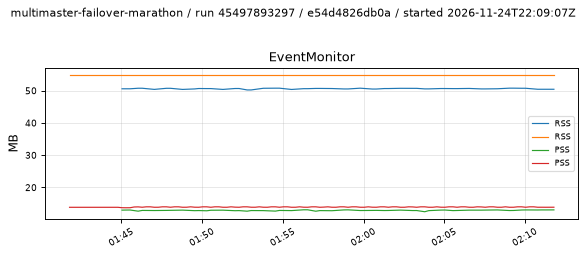 multimaster-failover-marathon / run 45497893297 / e54d4826db0a / started 2026-11-24T22:09:07Z
EventMonitor
MB
50
40
30
20
RSS
RSS
PSS
PSS
01:45
01:50
01:55
02:00
02:05
02:10